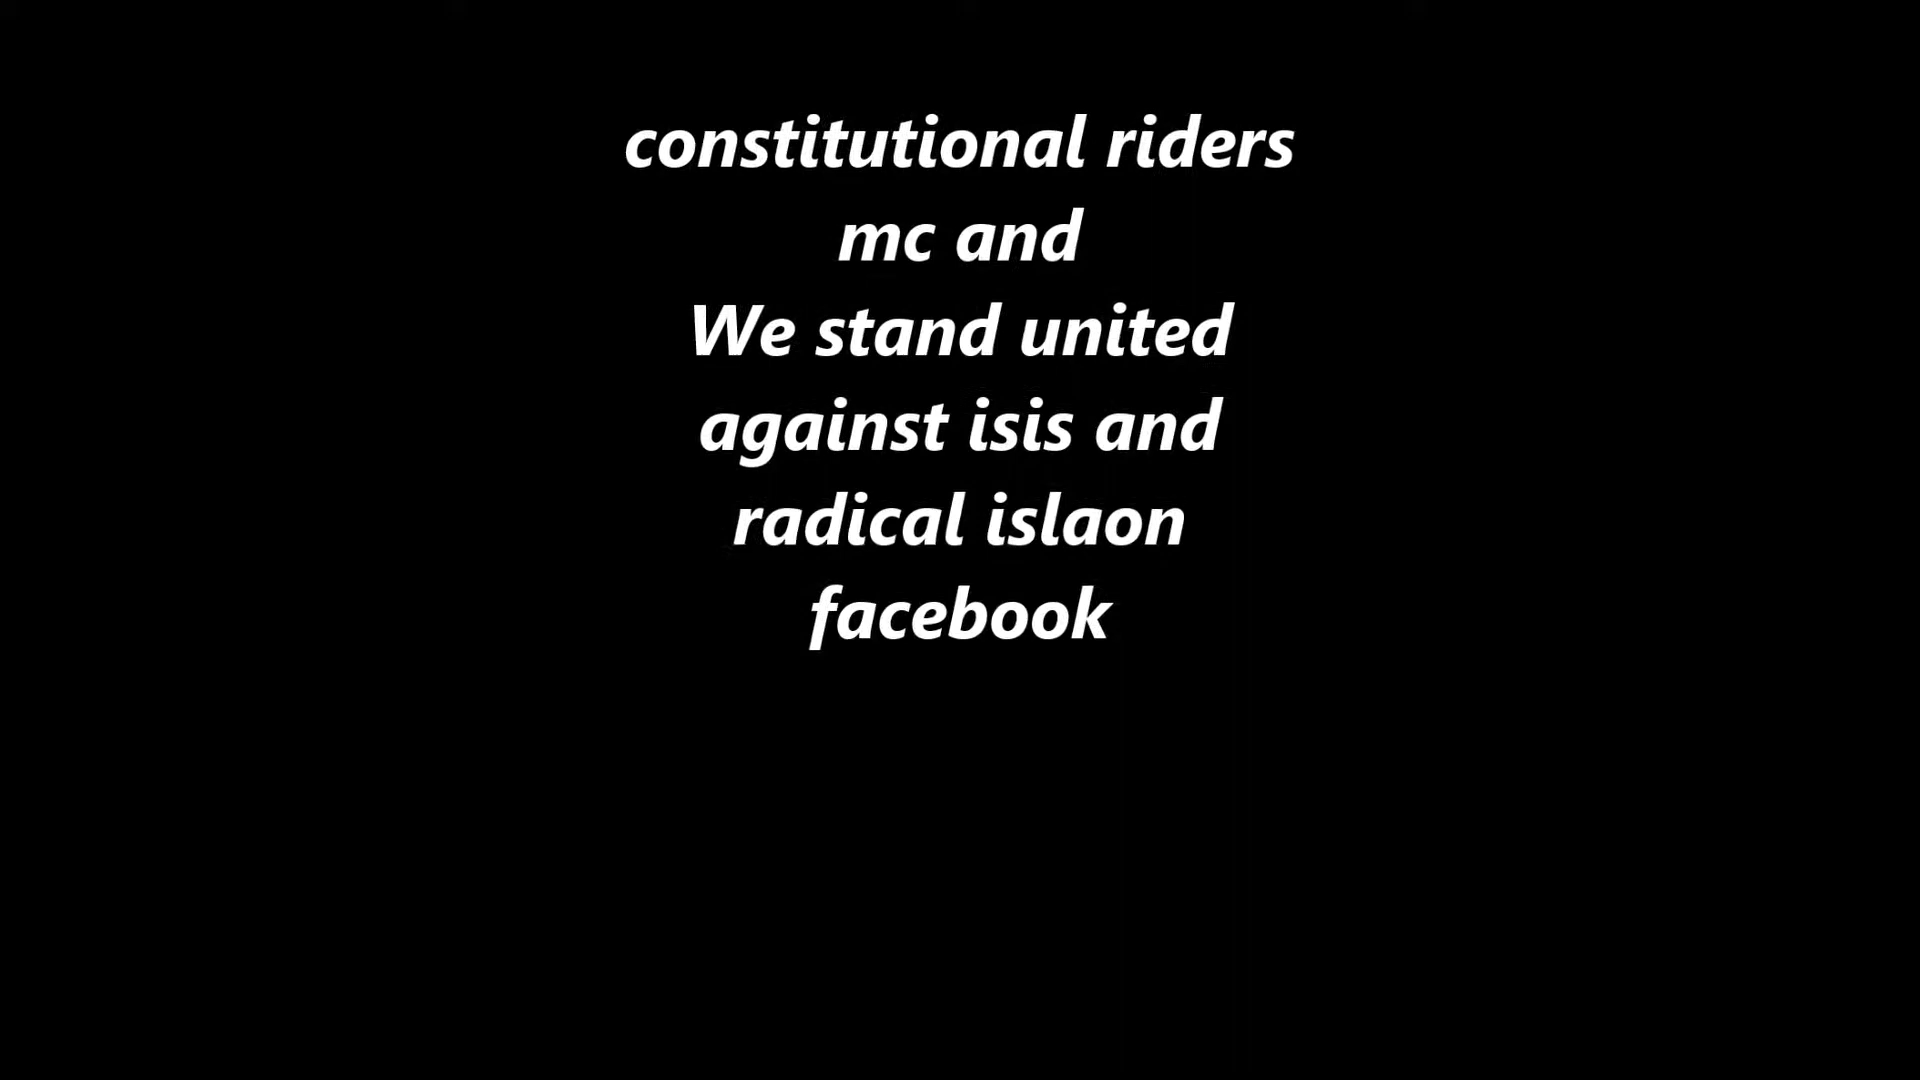 constitutional riders
mc and
We stand united
against isis and
radical islaon
facebook